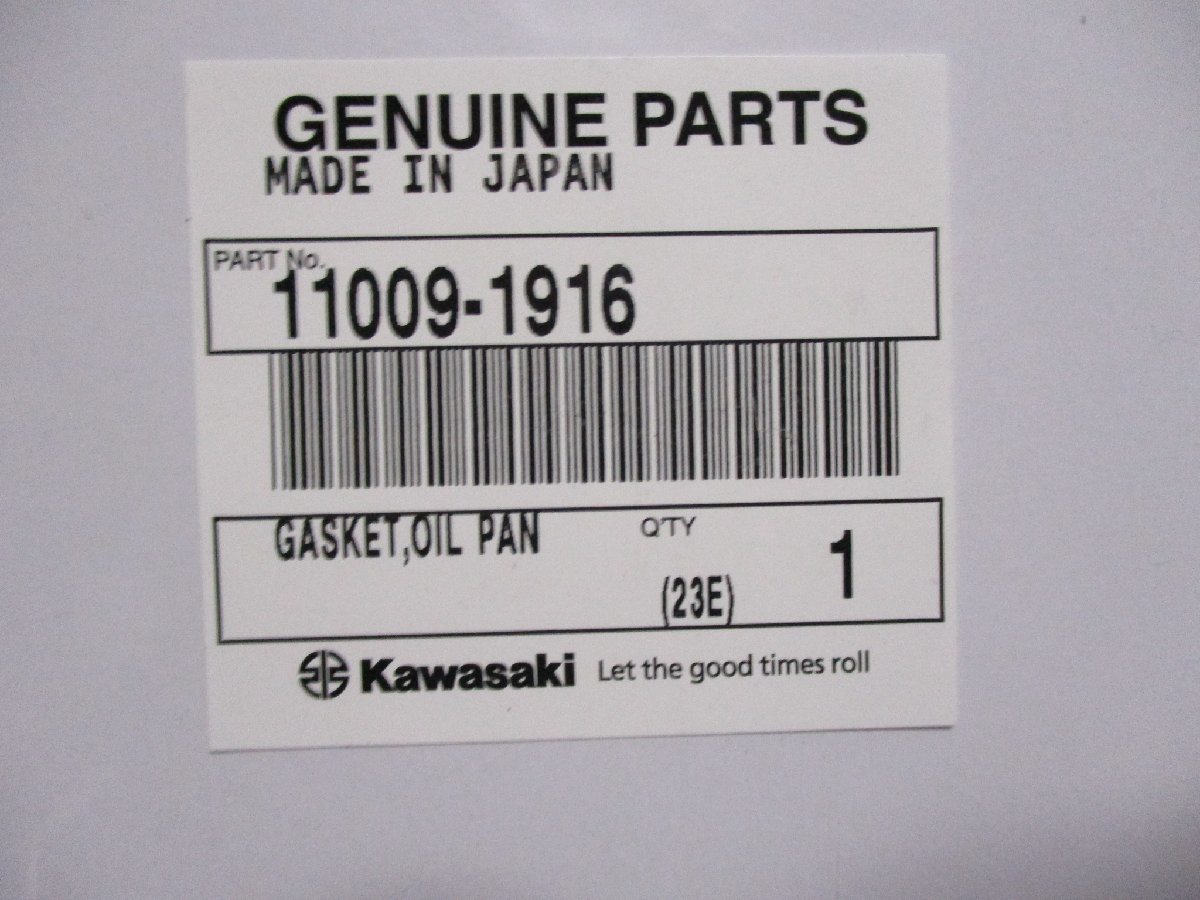 GENUINE PARTS
MADE IN JAPAN
PART No.
11009-1916
GASKET,OIL PAN
Q'TY
(23E)
1
Kawasaki Let the good times roll